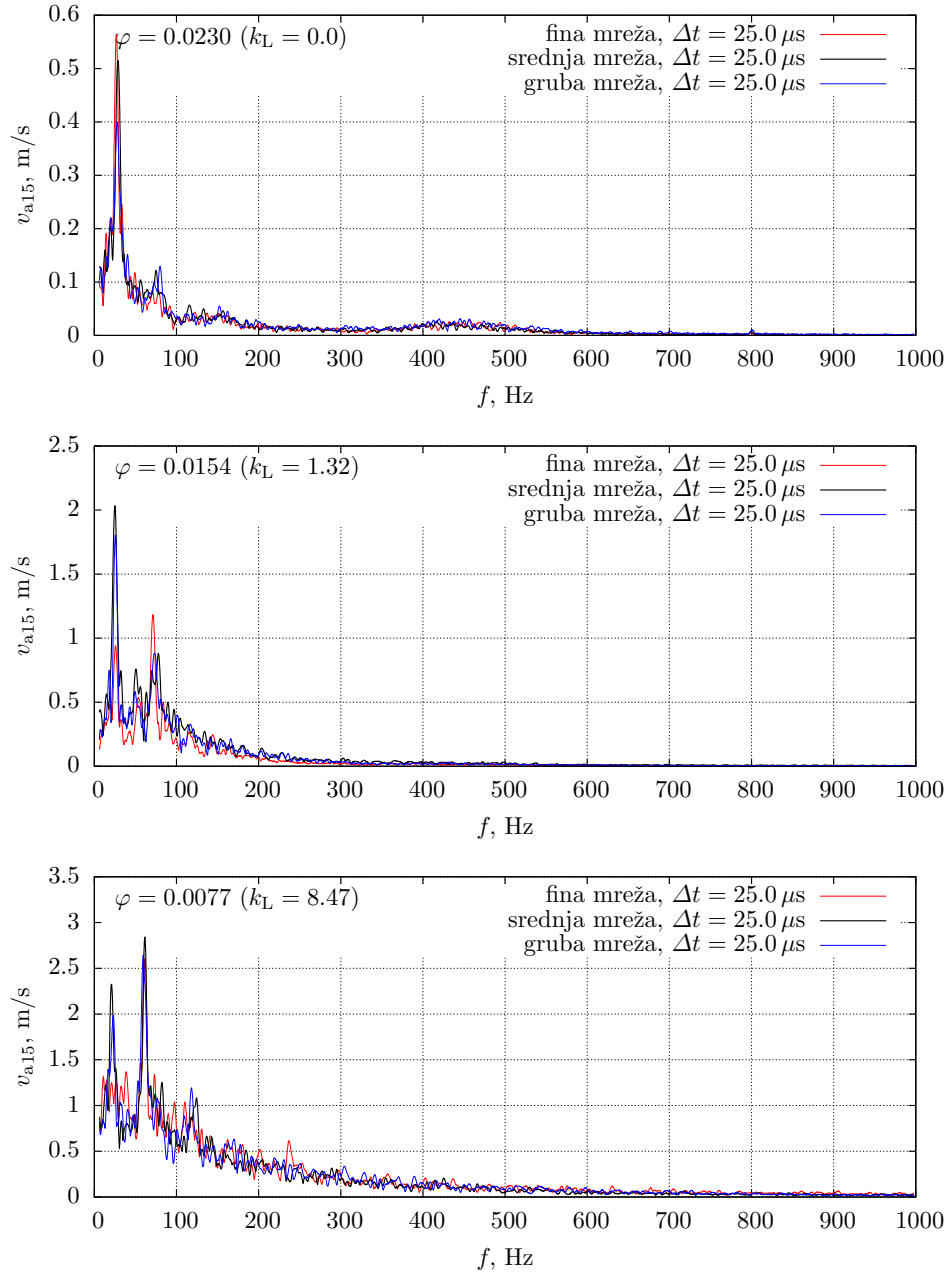 0.6
0.5
0.4
0.3
0.2
0.1
0
φ = 0.0230 (k_L = 0.0)
fina mreža, Δt = 25.0 μs
srednja mreža, Δt = 25.0 μs
gruba mreža, Δt = 25.0 μs
v_a15, m/s
0 100 200 300 400 500 600 700 800 900 1000
f, Hz
2.5
2
1.5
1
0.5
0
φ = 0.0154 (k_L = 1.32)
fina mreža, Δt = 25.0 μs
srednja mreža, Δt = 25.0 μs
gruba mreža, Δt = 25.0 μs
v_a15, m/s
0 100 200 300 400 500 600 700 800 900 1000
f, Hz
3.5
3
2.5
2
1.5
1
0.5
0
φ = 0.0077 (k_L = 8.47)
fina mreža, Δt = 25.0 μs
srednja mreža, Δt = 25.0 μs
gruba mreža, Δt = 25.0 μs
v_a15, m/s
0 100 200 300 400 500 600 700 800 900 1000
f, Hz